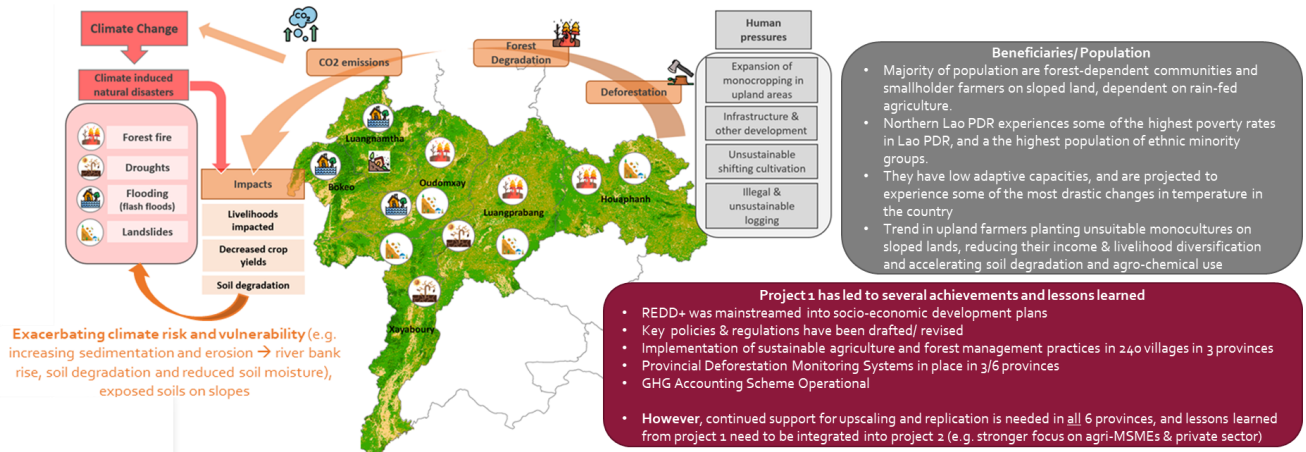 Climate Change
Climate induced
natural disasters
Forest fire
Droughts
Flooding
(flash floods)
Landslides
CO2 emissions
Forest
Degradation
Deforestation
Impacts
Livelihoods
impacted
Decreased crop
yields
Soil degradation
Exacerbating climate risk and vulnerability (e.g.
increasing sedimentation and erosion → river bank
rise, soil degradation and reduced soil moisture),
exposed soils on slopes
Luangnamtha
Bokeo
Oudomxay
Luangprabang
Houaphanh
Xayaboury
Human
pressures
Expansion of
monocropping in
upland areas
Infrastructure &
other development
Unsustainable
shifting cultivation
Illegal &
unsustainable
logging
Beneficiaries/ Population
• Majority of population are forest-dependent communities and
smallholder farmers on sloped land, dependent on rain-fed
agriculture.
• Northern Lao PDR experiences some of the highest poverty rates
in Lao PDR, and a the highest population of ethnic minority
groups.
• They have low adaptive capacities, and are projected to
experience some of the most drastic changes in temperature in
the country
• Trend in upland farmers planting unsuitable monocultures on
sloped lands, reducing their income & livelihood diversification
and accelerating soil degradation and agro-chemical use
Project 1 has led to several achievements and lessons learned
• REDD+ was mainstreamed into socio-economic development plans
• Key policies & regulations have been drafted/ revised
• Implementation of sustainable agriculture and forest management practices in 240 villages in 3 provinces
• Provincial Deforestation Monitoring Systems in place in 3/6 provinces
• GHG Accounting Scheme Operational
• However, continued support for upscaling and replication is needed in all 6 provinces, and lessons learned
from project 1 need to be integrated into project 2 (e.g. stronger focus on agri-MSMEs & private sector)